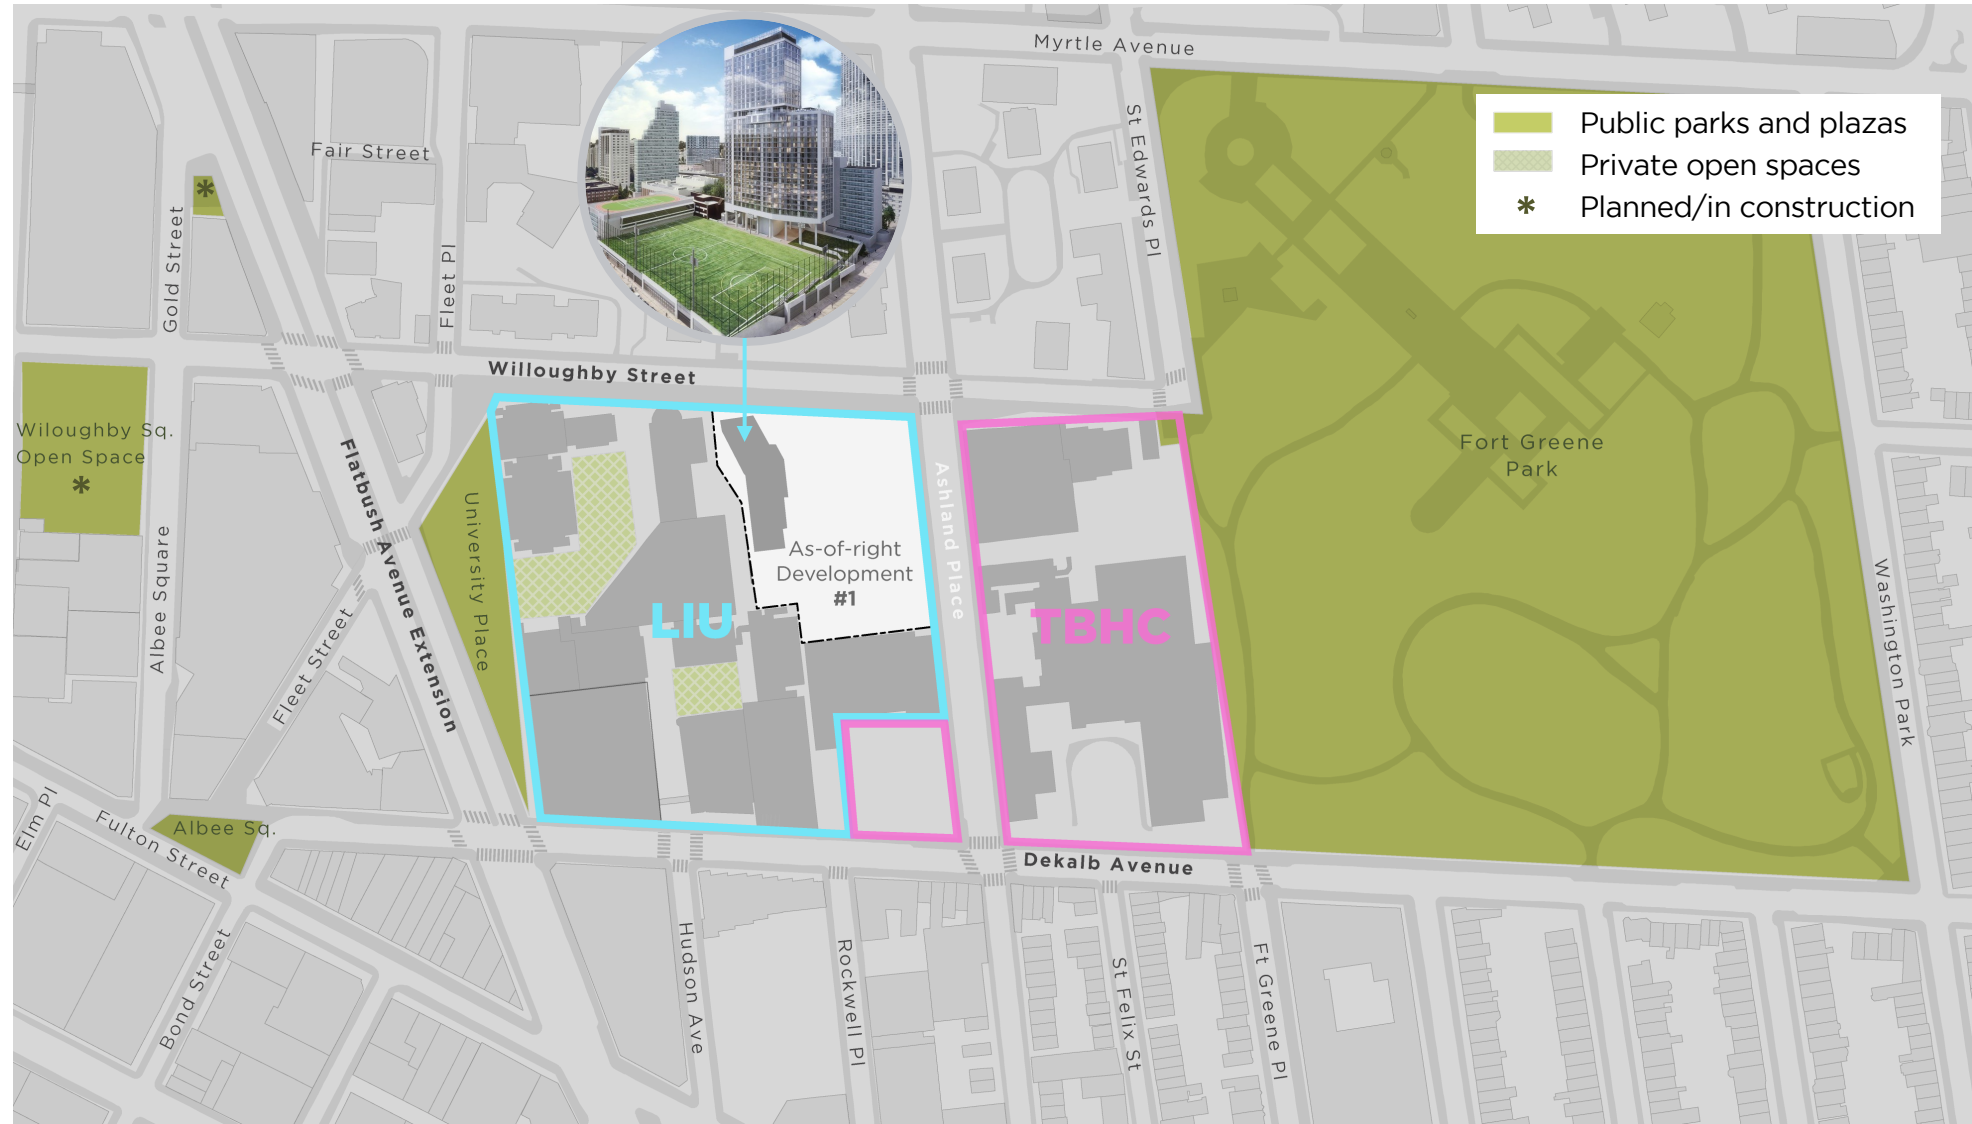 Myrtle Avenue
Public parks and plazas
Private open spaces
* Planned/in construction
St Edwards Pl
Fair Street
*
Gold Street
Fleet Pl
Willoughby Street
Wiloughby Sq.
Open Space
*
Flatbush Avenue Extension
University Place
Ashland Place
Fort Greene
Park
As-of-right
Development
#1
LIU
TBHC
Albee Square
Fleet Street
Washington Park
Elm Pl
Fulton Street
Albee Sq.
Dekalb Avenue
Bond Street
Hudson Ave
Rockwell Pl
St Felix St
Ft Greene Pl